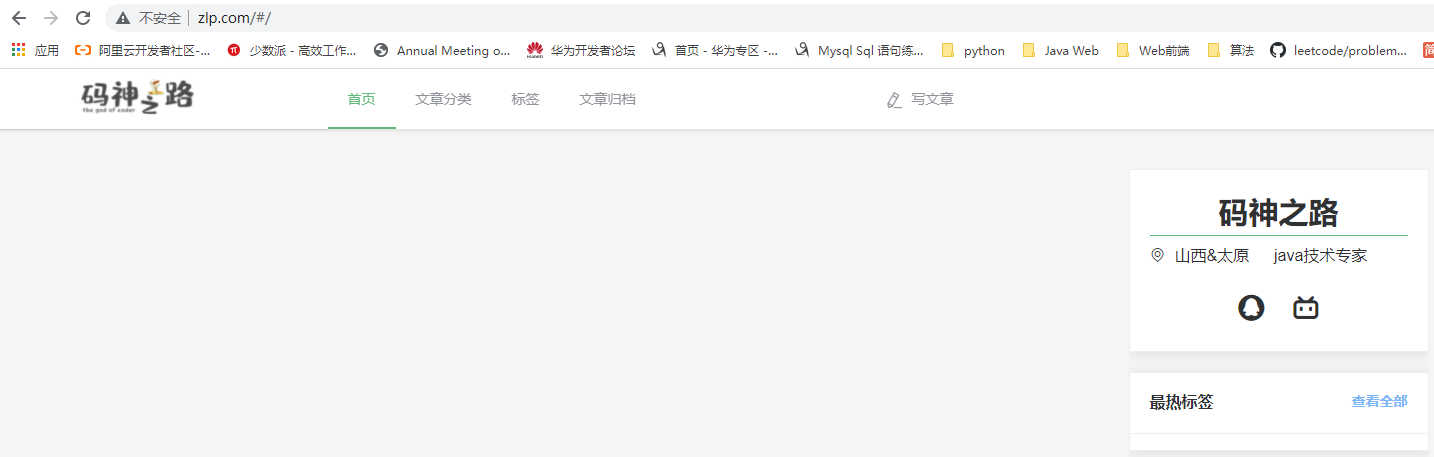 不安全 zlp.com/#/
应用 阿里云开发者社区-... 少数派 - 高效工作... Annual Meeting o... 华为开发者论坛 首页 - 华为专区 -... Mysql Sql 语句练... python Java Web Web前端 算法 leetcode/problem... 简
码神之路 首页 文章分类 标签 文章归档 写文章
the god of coder
码神之路
山西&太原 java技术专家
最热标签 查看全部